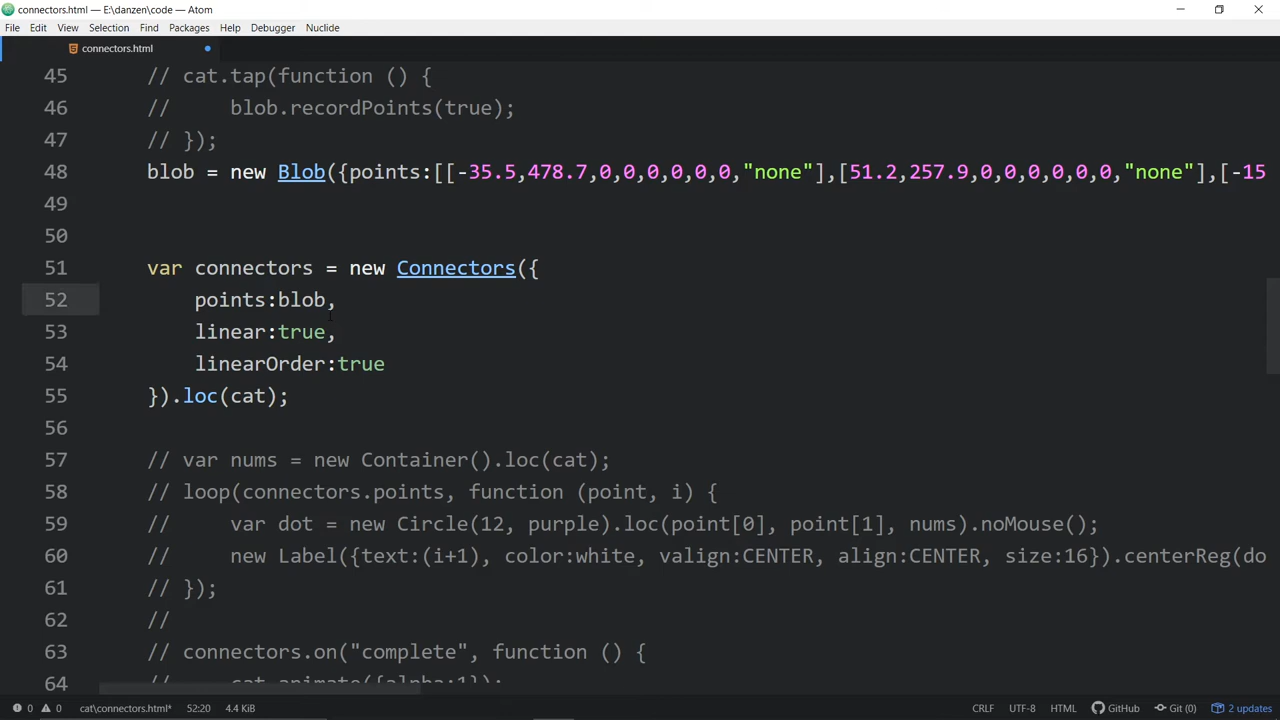 connectors.html — E:\danzen\code — Atom
File Edit View Selection Find Packages Help Debugger Nuclide
connectors.html
45 // cat.tap(function () {
46 // blob.recordPoints(true);
47 // });
48 blob = new Blob({points:[[-35.5,478.7,0,0,0,0,0,0,"none"],[51.2,257.9,0,0,0,0,0,0,"none"],[-15
49
50
51 var connectors = new Connectors({
52 points:blob,
53 linear:true,
54 linearOrder:true
55 }).loc(cat);
56
57 // var nums = new Container().loc(cat);
58 // loop(connectors.points, function (point, i) {
59 // var dot = new Circle(12, purple).loc(point[0], point[1], nums).noMouse();
60 // new Label({text:(i+1), color:white, valign:CENTER, align:CENTER, size:16}).centerReg(do
61 // });
62 //
63 // connectors.on("complete", function () {
64 // cat.animate({alpha:1});
0 0 cat\connectors.html* 52:20 4.4 KiB CRLF UTF-8 HTML GitHub Git (0) 2 updates